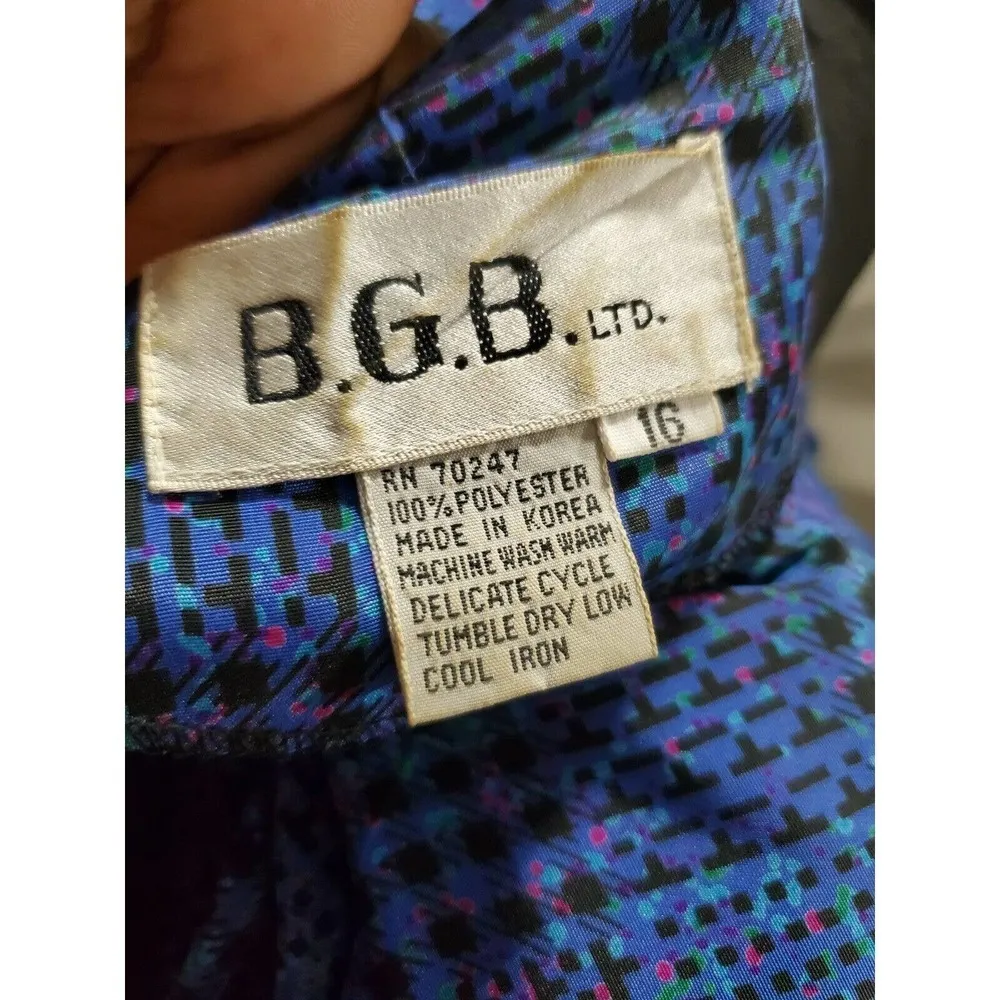 B.G.B. LTD.
16
RN 70247
100% POLYESTER
MADE IN KOREA
MACHINE WASH WARM
DELICATE CYCLE
TUMBLE DRY LOW
COOL IRON